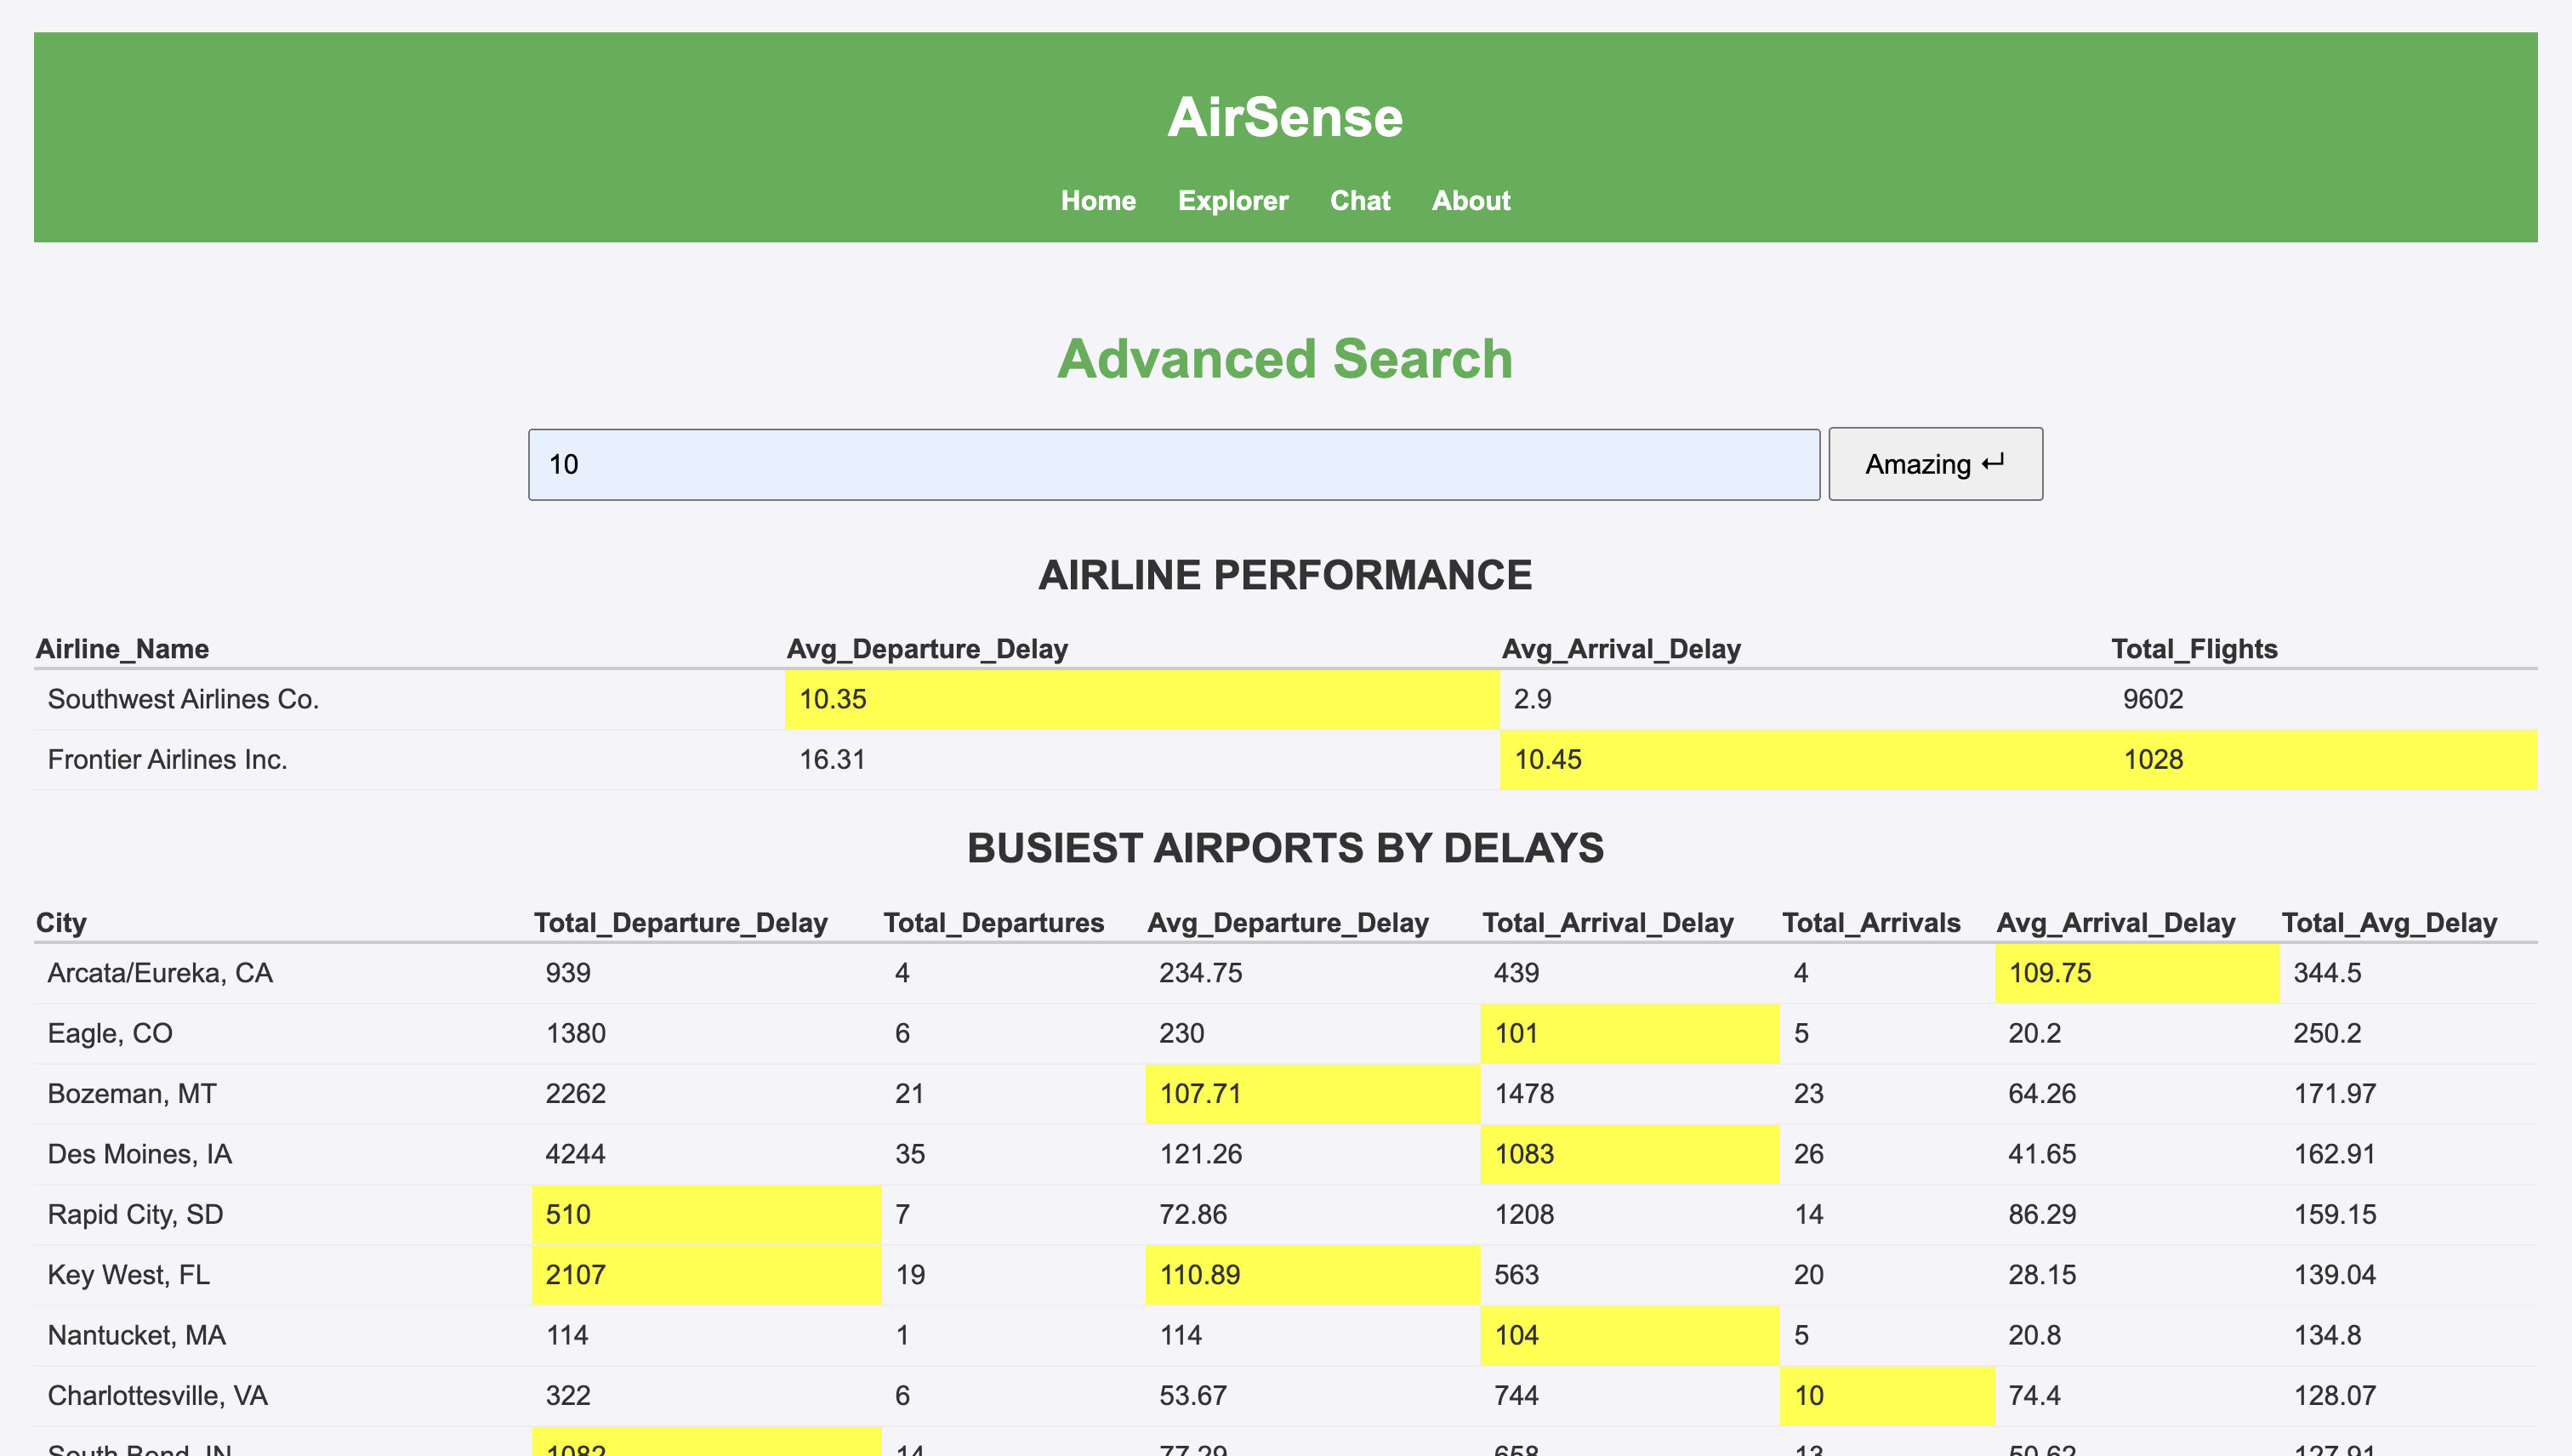 AirSense
Home Explorer Chat About
Advanced Search
10 Amazing ↵
AIRLINE PERFORMANCE
Airline_Name Avg_Departure_Delay Avg_Arrival_Delay Total_Flights
Southwest Airlines Co. 10.35 2.9 9602
Frontier Airlines Inc. 16.31 10.45 1028
BUSIEST AIRPORTS BY DELAYS
City Total_Departure_Delay Total_Departures Avg_Departure_Delay Total_Arrival_Delay Total_Arrivals Avg_Arrival_Delay Total_Avg_Delay
Arcata/Eureka, CA 939 4 234.75 439 4 109.75 344.5
Eagle, CO 1380 6 230 101 5 20.2 250.2
Bozeman, MT 2262 21 107.71 1478 23 64.26 171.97
Des Moines, IA 4244 35 121.26 1083 26 41.65 162.91
Rapid City, SD 510 7 72.86 1208 14 86.29 159.15
Key West, FL 2107 19 110.89 563 20 28.15 139.04
Nantucket, MA 114 1 114 104 5 20.8 134.8
Charlottesville, VA 322 6 53.67 744 10 74.4 128.07
South Bend, IN 1082 14 77.29 658 13 50.62 127.91